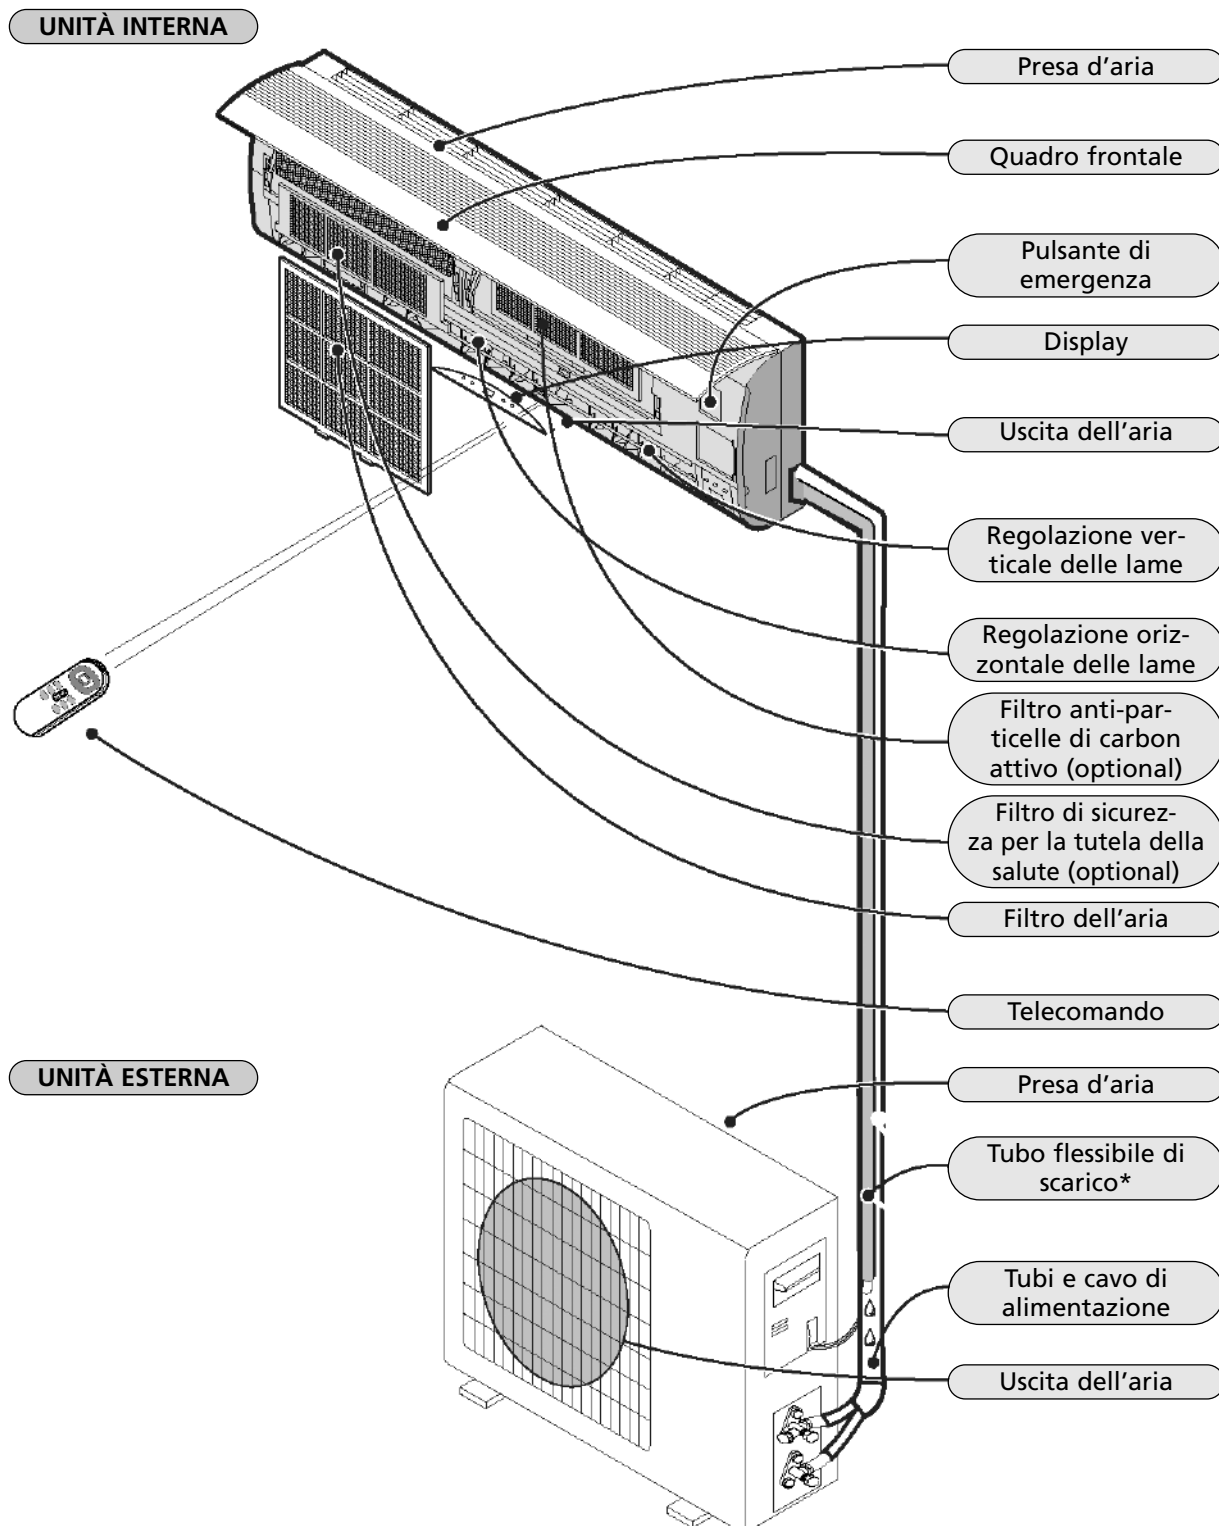 UNITÀ INTERNA
Presa d’aria
Quadro frontale
Pulsante di
emergenza
Display
Uscita dell’aria
Regolazione ver-
ticale delle lame
Regolazione oriz-
zontale delle lame
Filtro anti-par-
ticelle di carbon
attivo (optional)
Filtro di sicurez-
za per la tutela della
salute (optional)
Filtro dell’aria
Telecomando
UNITÀ ESTERNA
Presa d’aria
Tubo flessibile di
scarico*
Tubi e cavo di
alimentazione
Uscita dell’aria